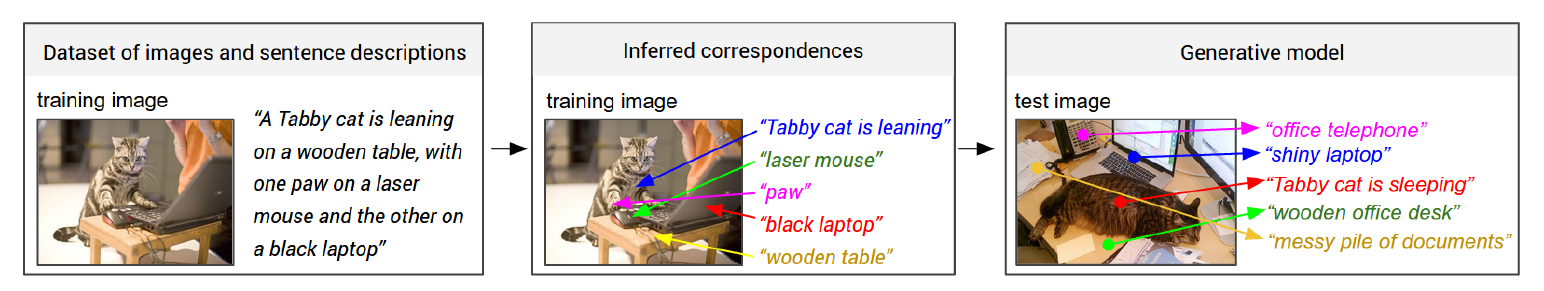 Dataset of images and sentence descriptions
training image
“A Tabby cat is leaning
on a wooden table, with
one paw on a laser
mouse and the other on
a black laptop”
Inferred correspondences
training image
“Tabby cat is leaning”
“laser mouse”
“paw”
“black laptop”
“wooden table”
Generative model
test image
“office telephone”
“shiny laptop”
“Tabby cat is sleeping”
“wooden office desk”
“messy pile of documents”